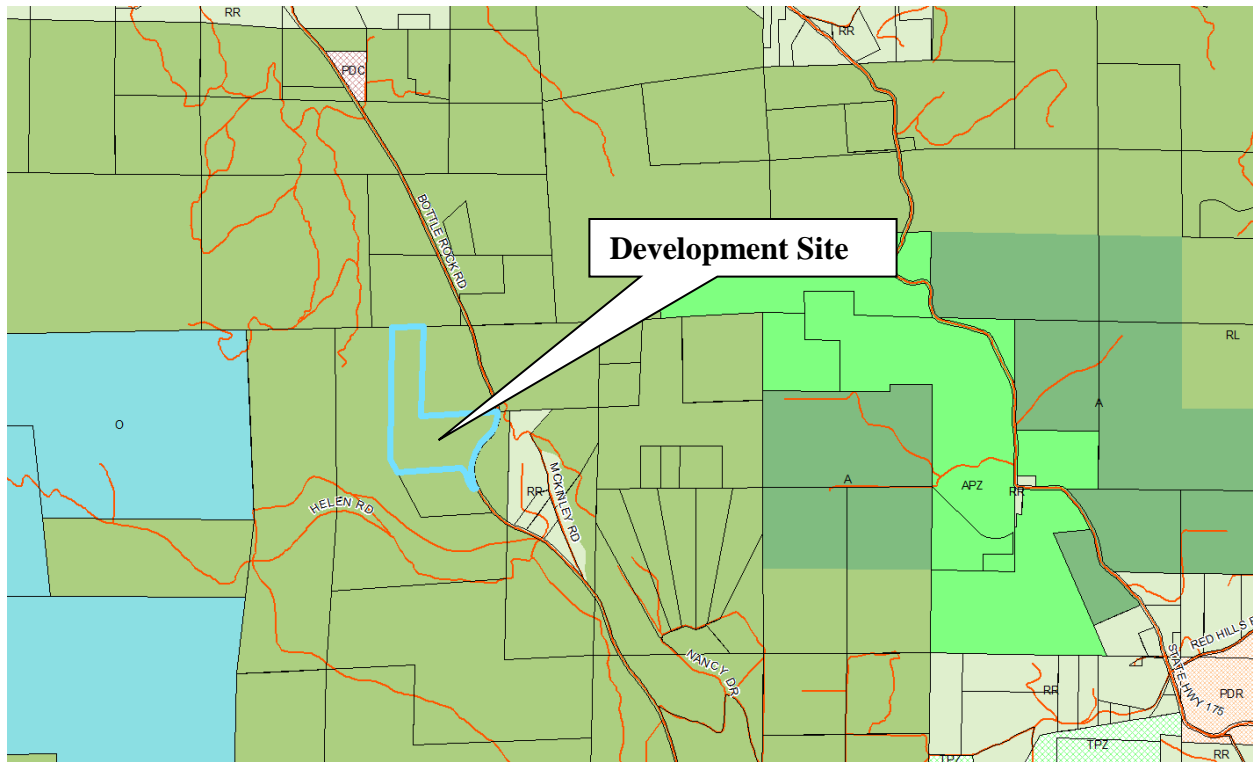 RR
RR
PDC
BOTTLE ROCK RD
Development Site
RL
O
A
MCKINLEY RD
A
APZ
RR
RR
HELEN RD
NANCY DR
RED HILLS R
STATE HWY 175
RR
PDR
TPZ
TPZ
RR